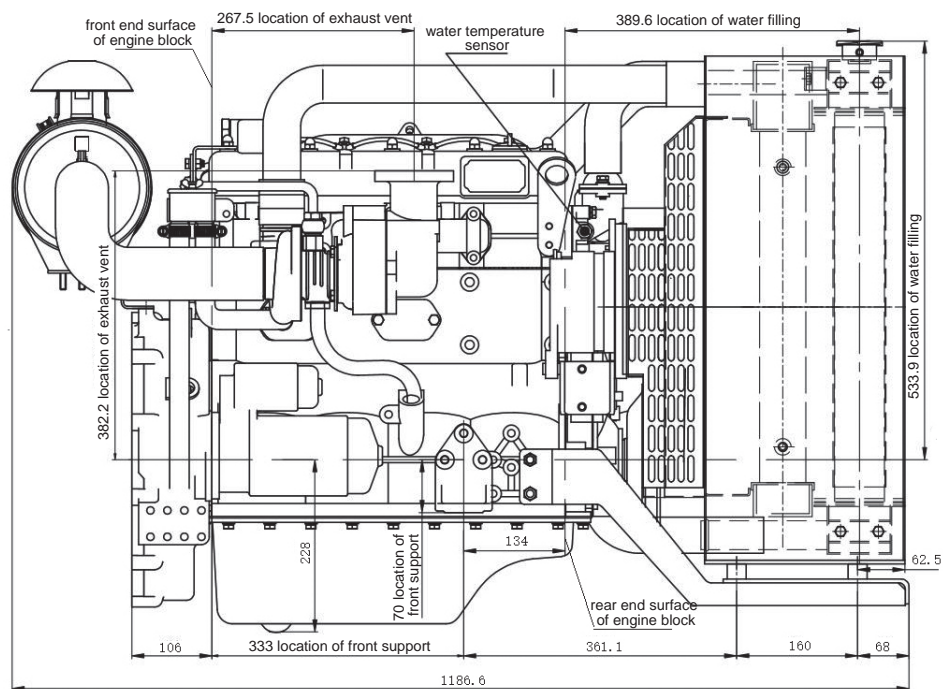 267.5 location of exhaust vent
389.6 location of water filling
front end surface
of engine block
water temperature
sensor
382.2 location of exhaust vent
533.9 location of water filling
228
70 location of
front support
134
62.5
rear end surface
of engine block
106
333 location of front support
361.1
160
68
1186.6